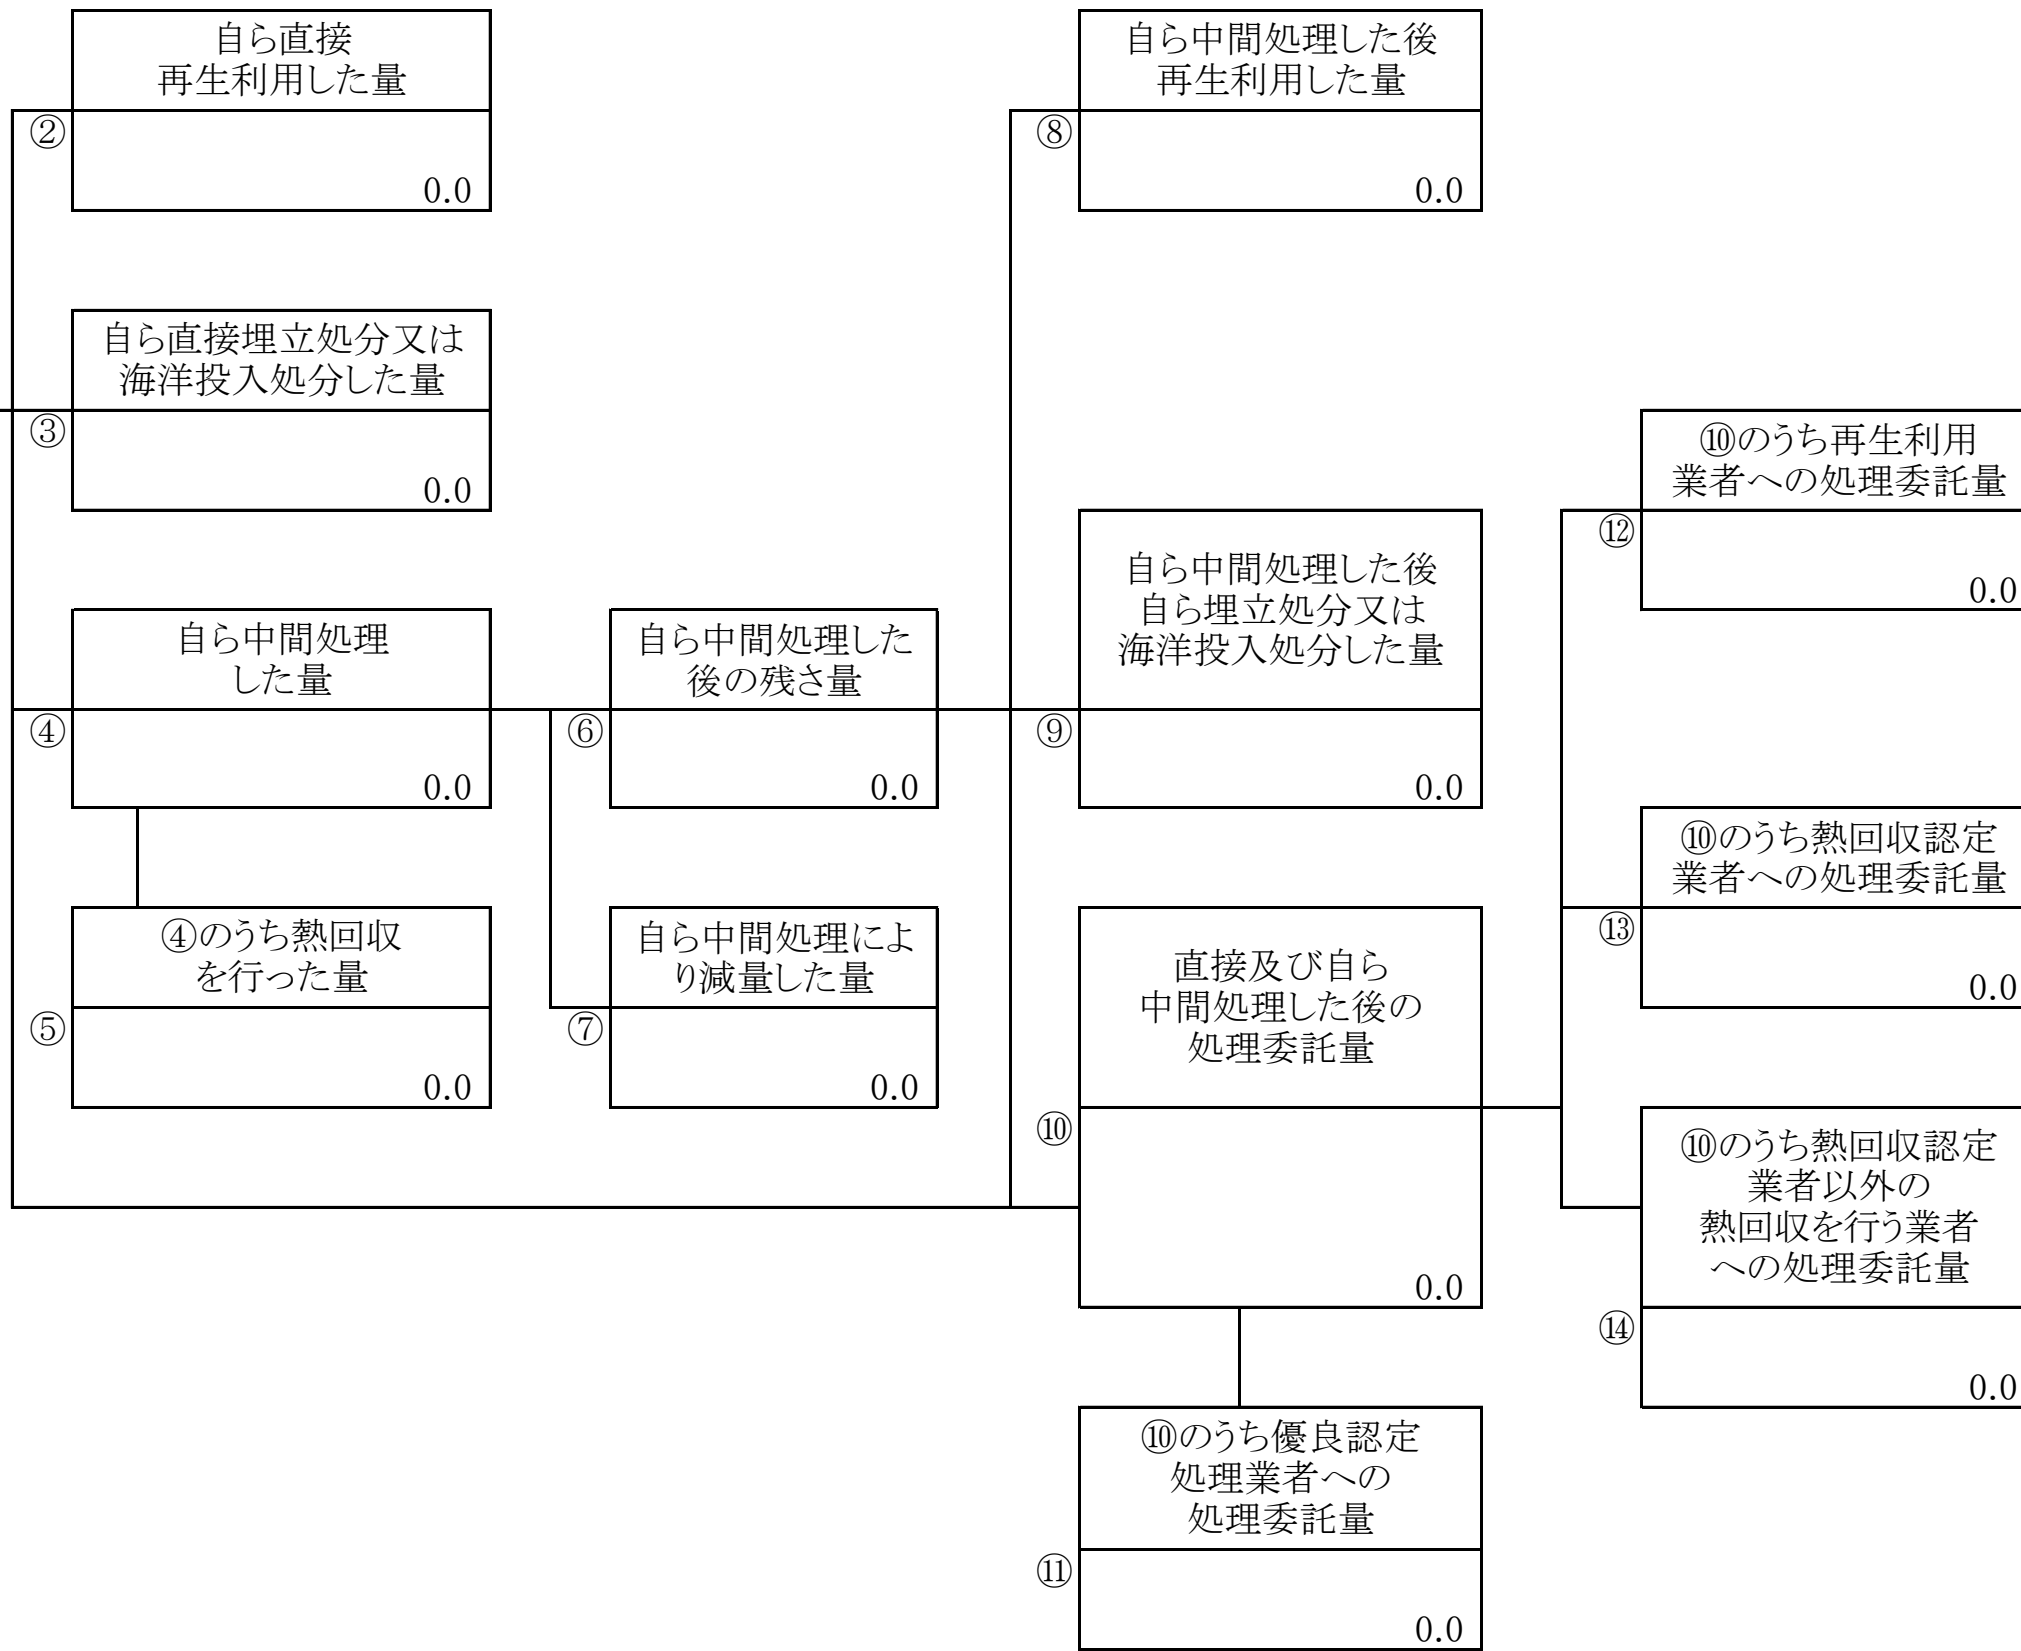 自ら直接
再生利用した量
②
0.0
自ら直接埋立処分又は
海洋投入処分した量
③
0.0
自ら中間処理
した量
④
0.0
④のうち熱回収
を行った量
⑤
0.0
自ら中間処理した
後の残さ量
⑥
0.0
自ら中間処理によ
り減量した量
⑦
0.0
自ら中間処理した後
再生利用した量
⑧
0.0
自ら中間処理した後
自ら埋立処分又は
海洋投入処分した量
⑨
0.0
直接及び自ら
中間処理した後の
処理委託量
⑩
0.0
⑩のうち優良認定
処理業者への
処理委託量
⑪
0.0
⑩のうち再生利用
業者への処理委託量
⑫
0.0
⑩のうち熱回収認定
業者への処理委託量
⑬
0.0
⑩のうち熱回収認定
業者以外の
熱回収を行う業者
への処理委託量
⑭
0.0